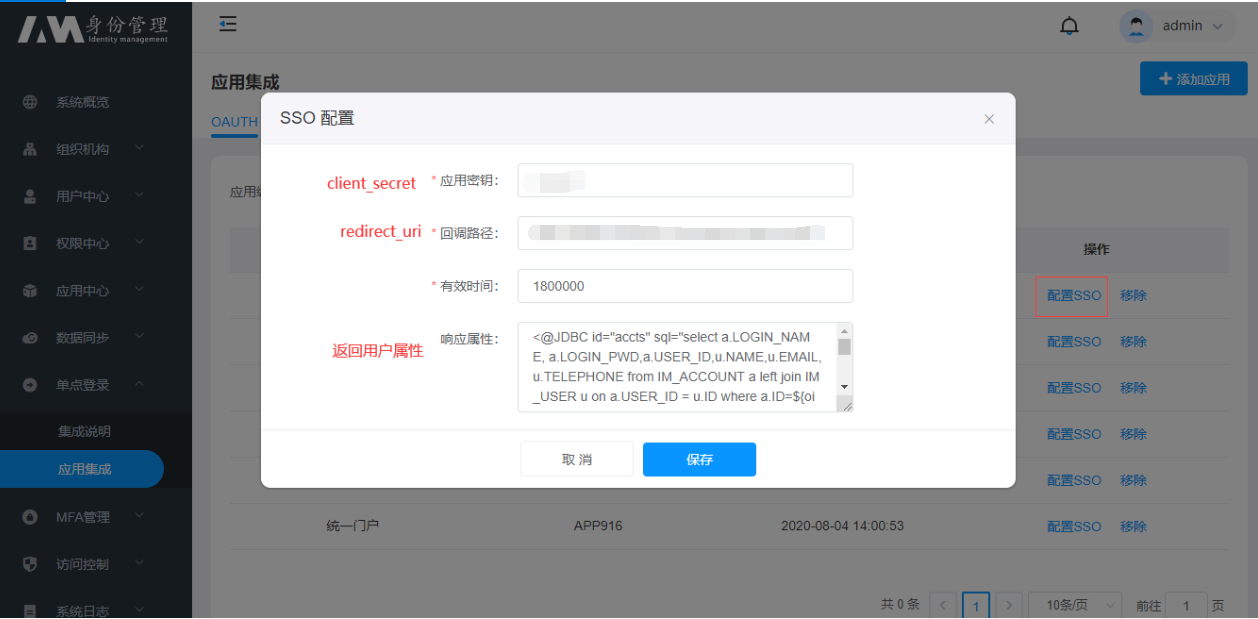 身份管理
Identity management
admin
系统概览
组织机构
用户中心
权限中心
应用中心
数据同步
单点登录
集成说明
应用集成
MFA管理
访问控制
系统日志
应用集成
添加应用
OAUTH
SSO 配置
client_secret * 应用密钥:
redirect_uri * 回调路径:
* 有效时间: 1800000
返回用户属性 响应属性:
<@JDBC id="accts" sql="select a.LOGIN_NAM
E, a.LOGIN_PWD,a.USER_ID,u.NAME,u.EMAIL,
u.TELEPHONE from IM_ACCOUNT a left join IM
_USER u on a.USER_ID = u.ID where a.ID=${oi
取 消 保存
操作
配置SSO 移除
配置SSO 移除
配置SSO 移除
配置SSO 移除
配置SSO 移除
统一门户 APP916 2020-08-04 14:00:53 配置SSO 移除
共 0 条 1 10条/页 前往 1 页